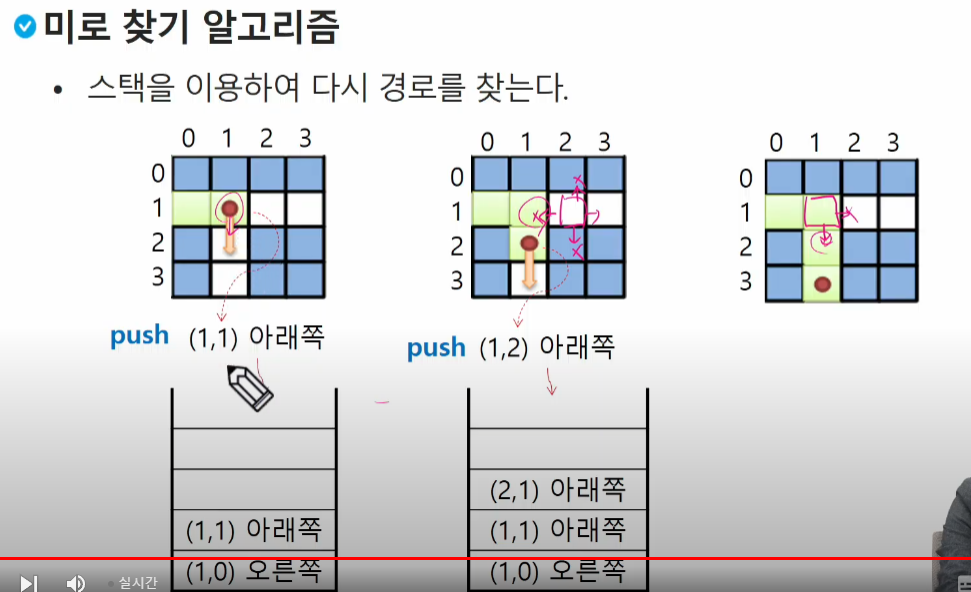 미로 찾기 알고리즘
• 스택을 이용하여 다시 경로를 찾는다.
0 1 2 3
0
1
2
3
push (1,1) 아래쪽
(1,1) 아래쪽
(1,0) 오른쪽
0 1 2 3
0
1
2
3
push (1,2) 아래쪽
(2,1) 아래쪽
(1,1) 아래쪽
(1,0) 오른쪽
0 1 2 3
0
1
2
3
실시간